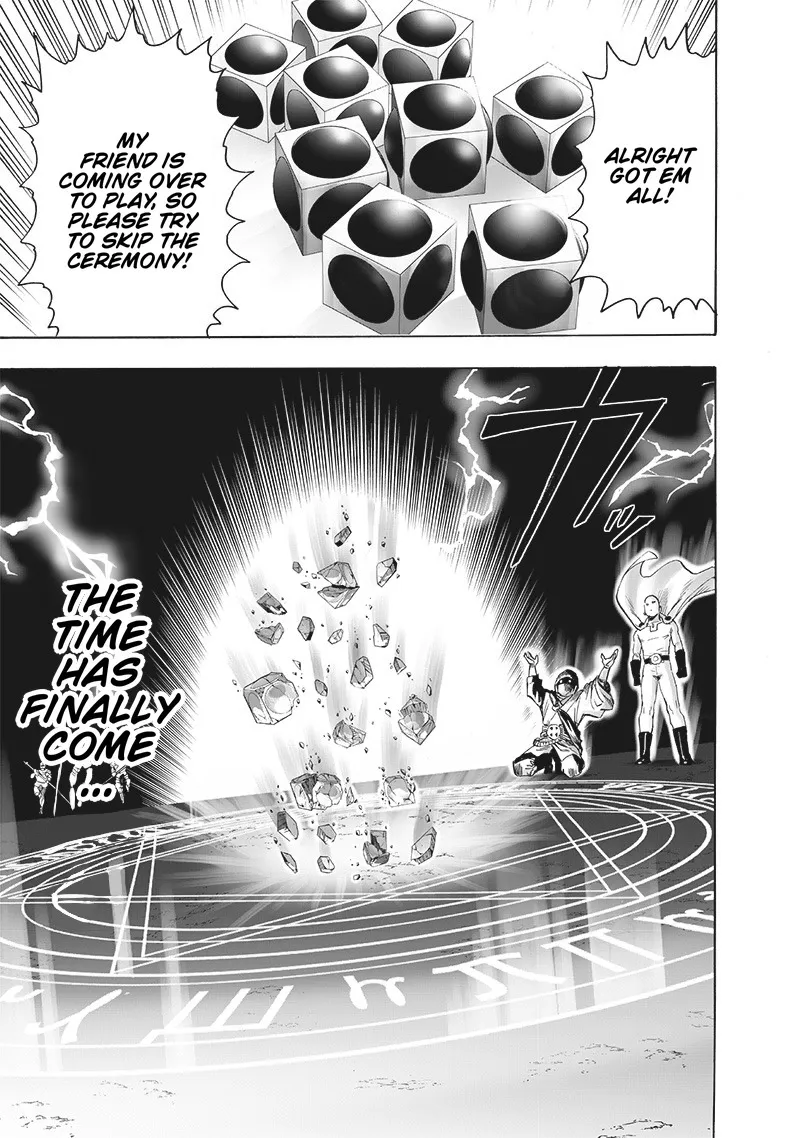 ALRIGHT
GOT EM
ALL!
MY
FRIEND IS
COMING OVER
TO PLAY, SO
PLEASE TRY
TO SKIP THE
CEREMONY!
カッ
THE
TIME
HAS
FINALLY
COME
....